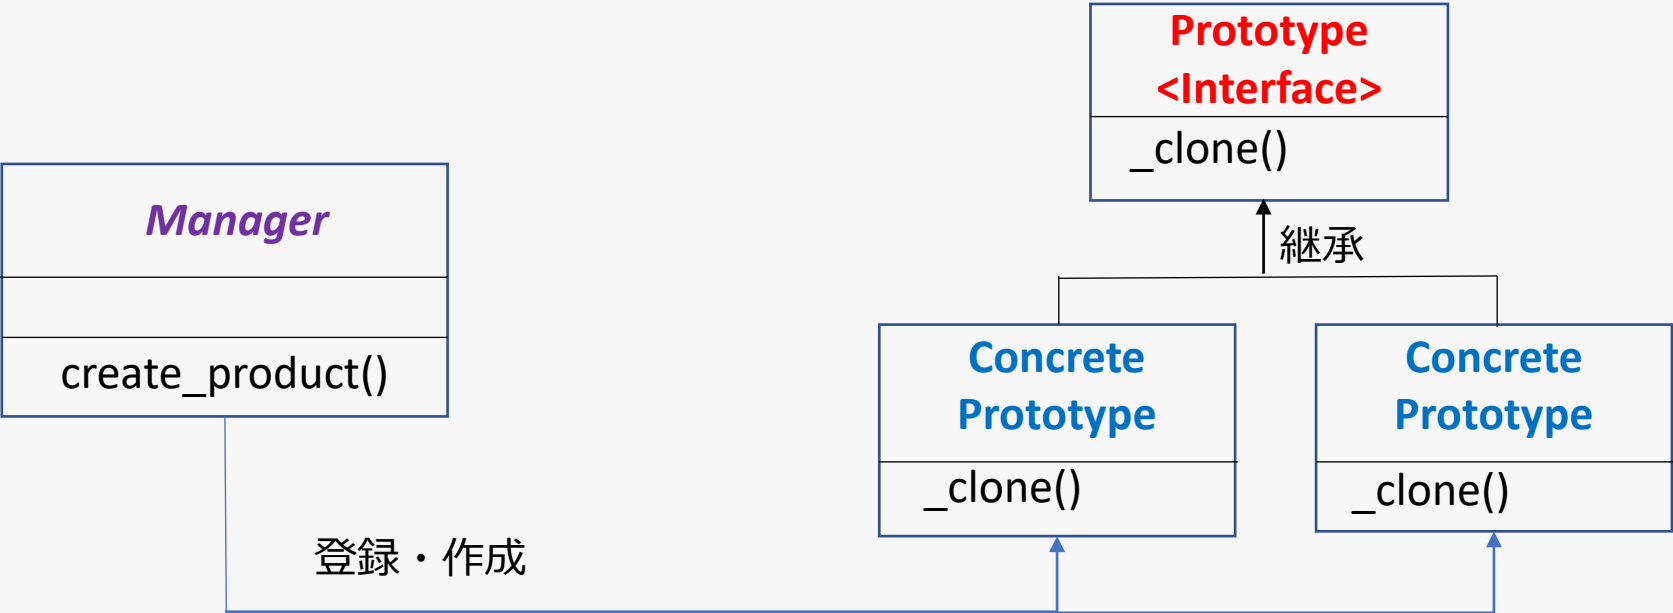 Prototype
<Interface>
_clone()
Manager
create_product()
継承
Concrete
Prototype
_clone()
Concrete
Prototype
_clone()
登録・作成